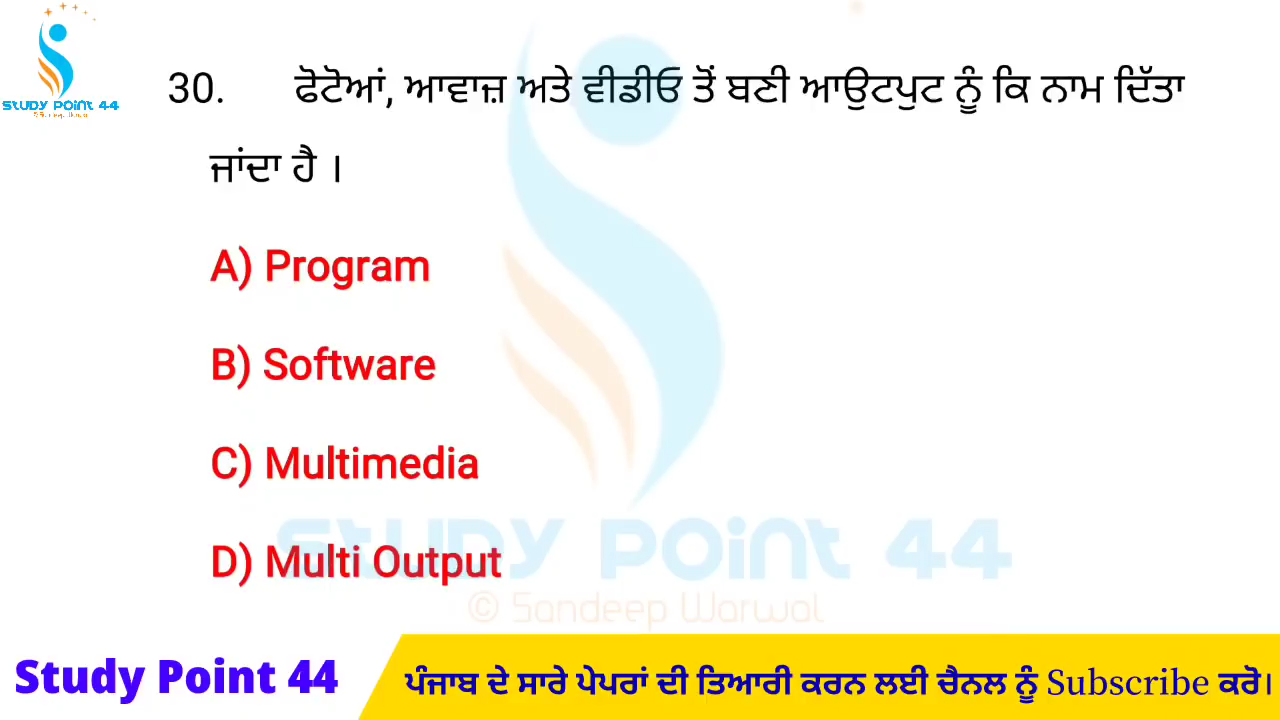 STUDY POINT 44
30. ਫੋਟੋਆਂ, ਆਵਾਜ਼ ਅਤੇ ਵੀਡੀਓ ਤੋਂ ਬਣੀ ਆਉਟਪੁਟ ਨੂੰ ਕਿ ਨਾਮ ਦਿੱਤਾ
ਜਾਂਦਾ ਹੈ ।
A) Program
B) Software
C) Multimedia
D) Multi Output
STUDY POINT 44
© Sandeep Warwal
Study Point 44
ਪੰਜਾਬ ਦੇ ਸਾਰੇ ਪੇਪਰਾਂ ਦੀ ਤਿਆਰੀ ਕਰਨ ਲਈ ਚੈਨਲ ਨੂੰ Subscribe ਕਰੋ।